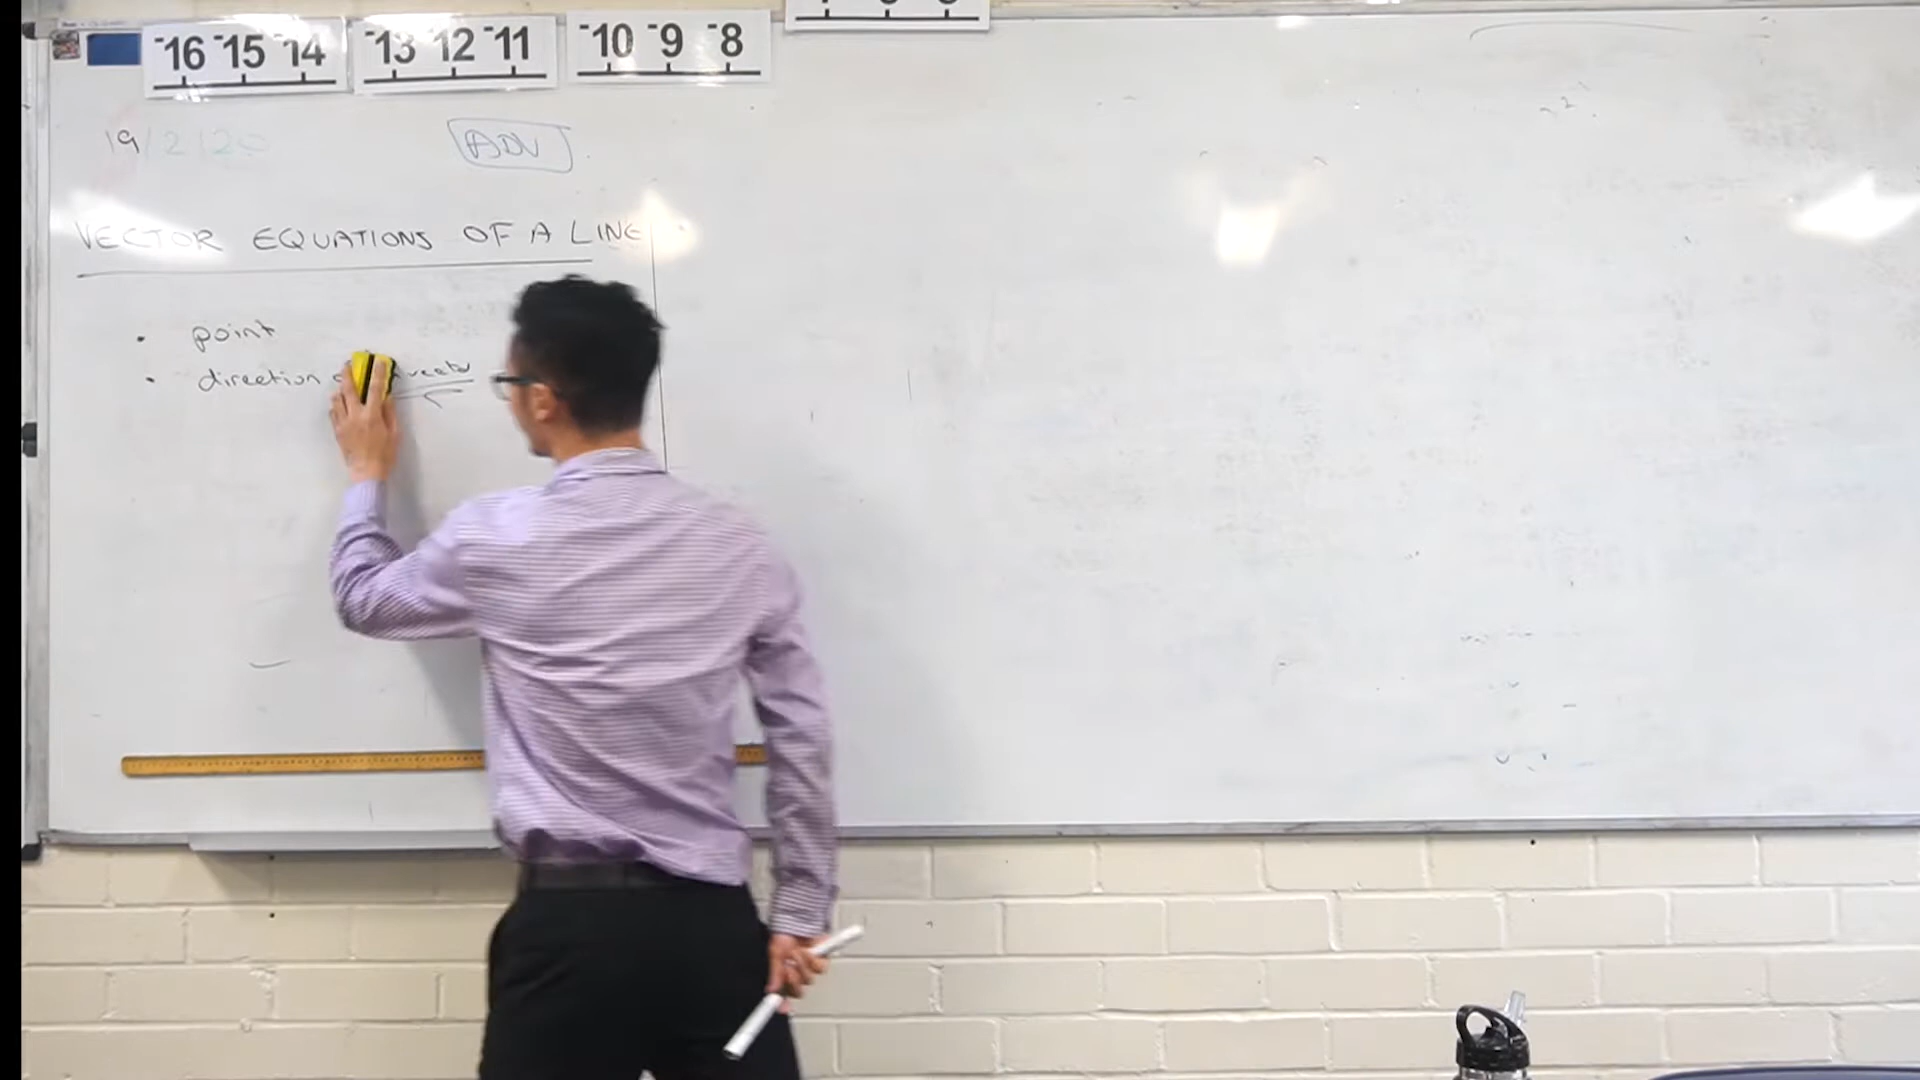 -16 -15 -14 -13 -12 -11 -10 -9 -8
19/2/20 ADV
VECTOR EQUATIONS OF A LINE
• point
• direction vector